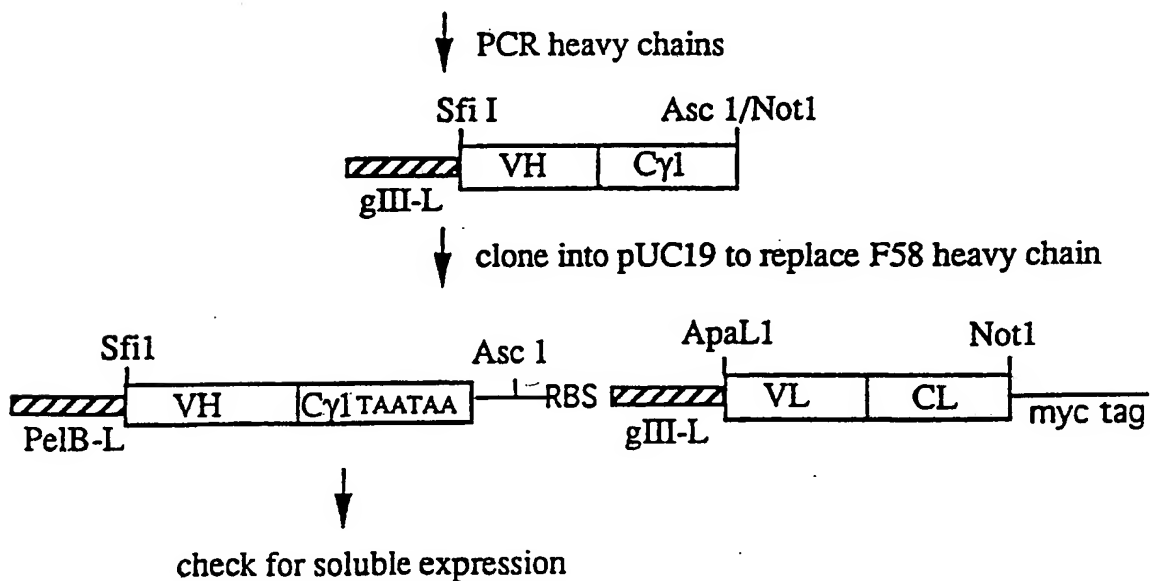 PCR heavy chains
Sfi I Asc 1/Not1
VH Cγ1
gIII-L
clone into pUC19 to replace F58 heavy chain
Sfi1 Asc 1 ApaL1 Not1
VH Cγ1 TAATAA RBS VL CL myc tag
PelB-L gIII-L
check for soluble expression